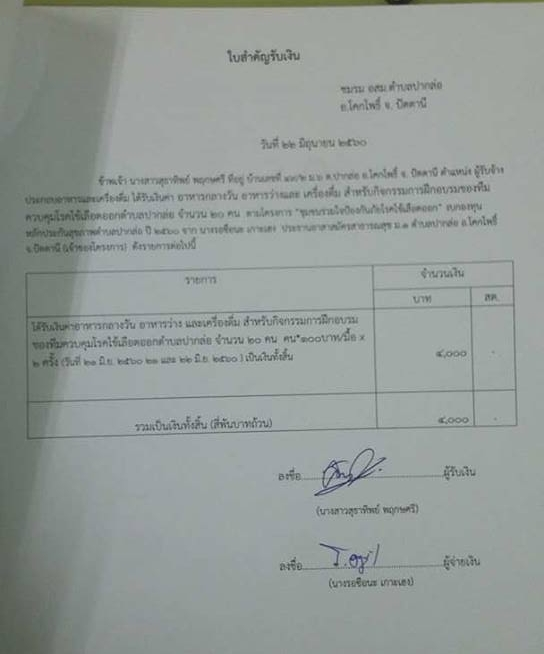 ใบสำคัญรับเงิน
ชมรม อสม.ตำบลปากล่อ
อ.โคกโพธิ์ จ. ปัตตานี
วันที่ ๒๒ มิถุนายน ๒๕๖๐
ข้าพเจ้า นางสาวสุธาทิพย์ พฤกษศรี ที่อยู่ บ้านเลขที่ ม.๖ ต.ปากล่อ อ.โคกโพธิ์ จ. ปัตตานี ตำแหน่ง ผู้รับจ้าง
ประกอบอาหารและเครื่องดื่ม ได้รับเงินค่า อาหารกลางวัน อาหารว่างและ เครื่องดื่ม สำหรับกิจกรรมการฝึกอบรมของทีม
ควบคุมโรคไข้เลือดออกตำบลปากล่อ จำนวน ๒๐ คน ตามโครงการ "ชุมชนร่วมใจป้องกันภัยโรคไข้เลือดออก" งบกองทุน
หลักประกันสุขภาพตำบลปากล่อ ปี ๒๕๖๐ จาก นางรอซือนะ เกาะเฮง ประธานอาสาสมัครสาธารณสุข ม.๑ ตำบลปากล่อ อ.โคกโพธิ์
จ.ปัตตานี (เจ้าของโครงการ) ดังรายการต่อไปนี้
รายการ
จำนวนเงิน
บาท
สต.
ได้รับเงินค่าอาหารกลางวัน อาหารว่าง และเครื่องดื่ม สำหรับกิจกรรมการฝึกอบรม
ของทีมควบคุมโรคไข้เลือดออกตำบลปากล่อ จำนวน ๒๐ คน คน*๑๐๐บาท/มื้อ x
๒ ครั้ง (วันที่ ๒๑ มิ.ย. ๒๕๖๐ ๒๑ และ ๒๒ มิ.ย. ๒๕๖๐ ) เป็นเงินทั้งสิ้น
๔,๐๐๐
-
รวมเป็นเงินทั้งสิ้น (สี่พันบาทถ้วน)
๔,๐๐๐
-
ลงชื่อ ผู้รับเงิน
(นางสาวสุธาทิพย์ พฤกษศรี)
ลงชื่อ ผู้จ่ายเงิน
(นางรอซือนะ เกาะเฮง)